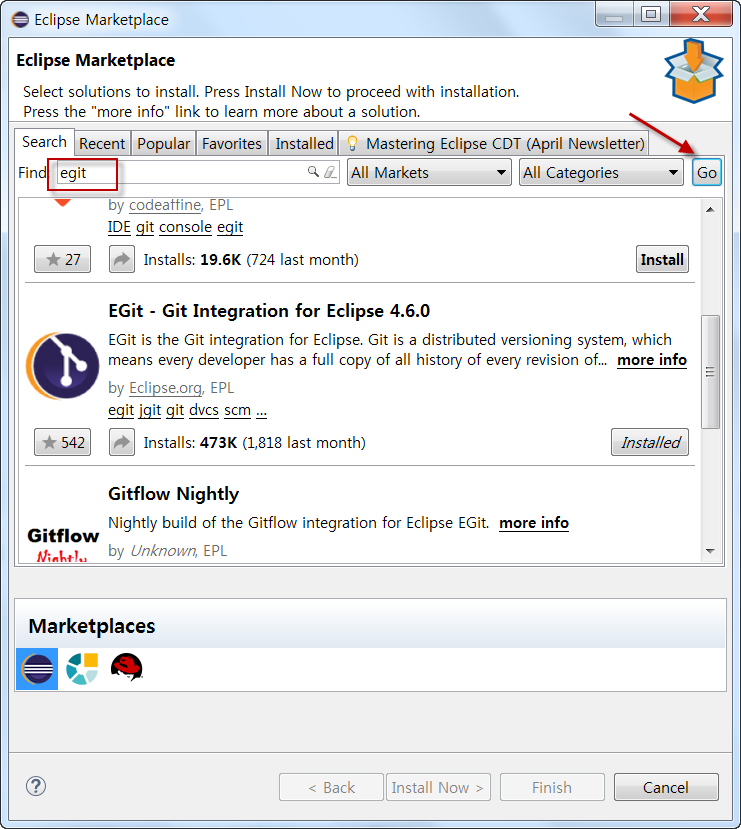 Eclipse Marketplace
Eclipse Marketplace
Select solutions to install. Press Install Now to proceed with installation.
Press the "more info" link to learn more about a solution.
Search Recent Popular Favorites Installed Mastering Eclipse CDT (April Newsletter)
Find: egit All Markets All Categories Go
by codeaffine, EPL
IDE git console egit
27 Installs: 19.6K (724 last month) Install
EGit - Git Integration for Eclipse 4.6.0
EGit is the Git integration for Eclipse. Git is a distributed versioning system, which
means every developer has a full copy of all history of every revision of... more info
by Eclipse.org, EPL
egit jgit git dvcs scm ...
542 Installs: 473K (1,818 last month) Installed
Gitflow Nightly
Nightly build of the Gitflow integration for Eclipse EGit. more info
Gitflow
Nightly
by Unknown, EPL
Marketplaces
? < Back Install Now > Finish Cancel